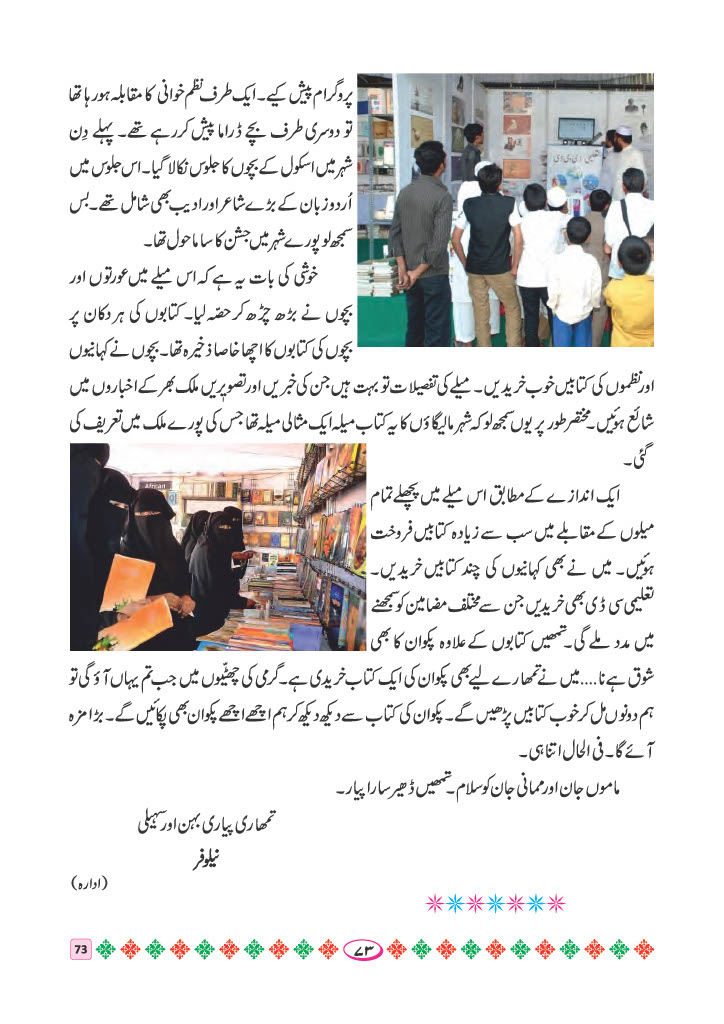 پروگرام پیش کیے۔ ایک طرف نظم خوانی کا مقابلہ ہو رہا تھا
تو دوسری طرف بچے ڈراما پیش کر رہے تھے۔ پہلے دِن
شہر میں اسکول کے بچوں کا جلوس نکالا گیا۔ اس جلوس میں
اُردو زبان کے بڑے شاعر اور ادیب بھی شامل تھے۔ بس
سمجھ لو پورے شہر میں جشن کا سا ماحول تھا۔
خوشی کی بات یہ ہے کہ اس میلے میں عورتوں اور
بچوں نے بڑھ چڑھ کر حصّہ لیا۔ کتابوں کی ہر دکان پر
بچوں کی کتابوں کا اچھا خاصا ذخیرہ تھا۔ بچوں نے کہانیوں
اور نظموں کی کتابیں خوب خریدیں۔ میلے کی تفصیلات تو بہت ہیں جن کی خبریں اور تصویریں ملک بھر کے اخباروں میں
شائع ہوئیں۔ مختصر طور پر یوں سمجھ لو کہ شہر مالیگاؤں کا یہ کتاب میلہ ایک مثالی میلہ تھا جس کی پورے ملک میں تعریف کی
گئی۔
ایک اندازے کے مطابق اس میلے میں پچھلے تمام
میلوں کے مقابلے میں سب سے زیادہ کتابیں فروخت
ہوئیں۔ میں نے بھی کہانیوں کی چند کتابیں خریدیں۔
تعلیمی سی ڈی بھی خریدیں جن سے مختلف مضامین کو سمجھنے
میں مدد ملے گی۔ تمھیں کتابوں کے علاوہ پکوان کا بھی
شوق ہے نا.... میں نے تمھارے لیے بھی پکوان کی ایک کتاب خریدی ہے۔ گرمی کی چھٹّیوں میں جب تم یہاں آؤ گی تو
ہم دونوں مل کر خوب کتابیں پڑھیں گے۔ پکوان کی کتاب سے دیکھ دیکھ کر ہم اچھے اچھے پکوان بھی پکائیں گے۔ بڑا مزہ
آئے گا۔ فی الحال اتنا ہی۔
ماموں جان اور ممانی جان کو سلام۔ تمھیں ڈھیر سارا پیار۔
تمھاری پیاری بہن اور سہیلی
نیلوفر
(ادارہ)
African
73
۷۳